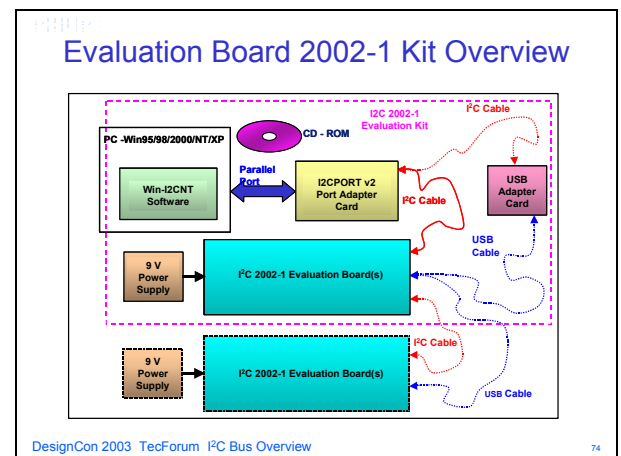 Evaluation Board 2002-1 Kit Overview
I2C 2002-1
Evaluation Kit
I²C Cable
CD - ROM
PC -Win95/98/2000/NT/XP
Parallel
Port
Win-I2CNT
Software
I2CPORT v2
Port Adapter
Card
I²C Cable
USB
Adapter
Card
USB
Cable
9 V
Power
Supply
I²C 2002-1 Evaluation Board(s)
I²C Cable
9 V
Power
Supply
I²C 2002-1 Evaluation Board(s)
USB Cable
DesignCon 2003 TecForum I²C Bus Overview
74